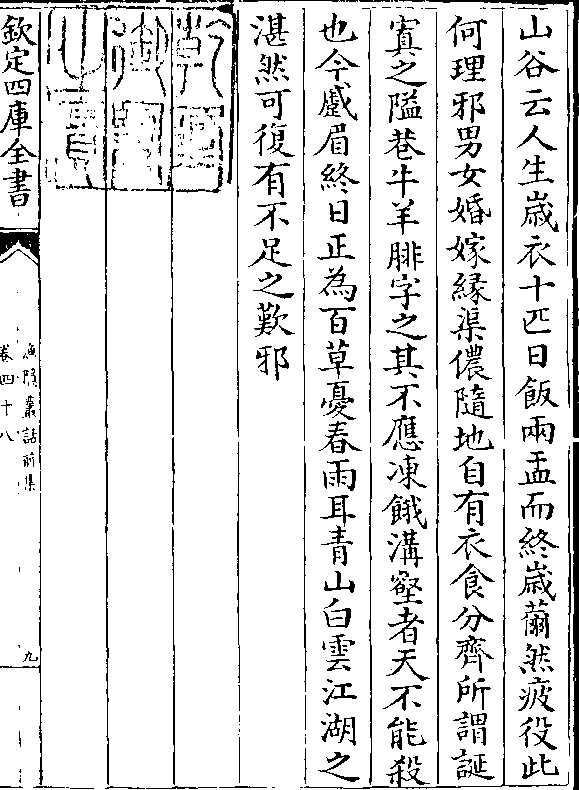 山谷云人生歳衣十匹日飯兩盂而終歳薾然疲役此
何理邪男女婚嫁縁渠儂隨地自有衣食分齊所謂誕
寘之隘巷牛羊腓字之其不應凍餓溝壑者天不能殺
也今蹙眉終日正為百草憂春雨耳青山白雲江湖之
湛然可復有不足之歎邪
欽定四庫全書
漁隱叢話前集
卷四十八
九